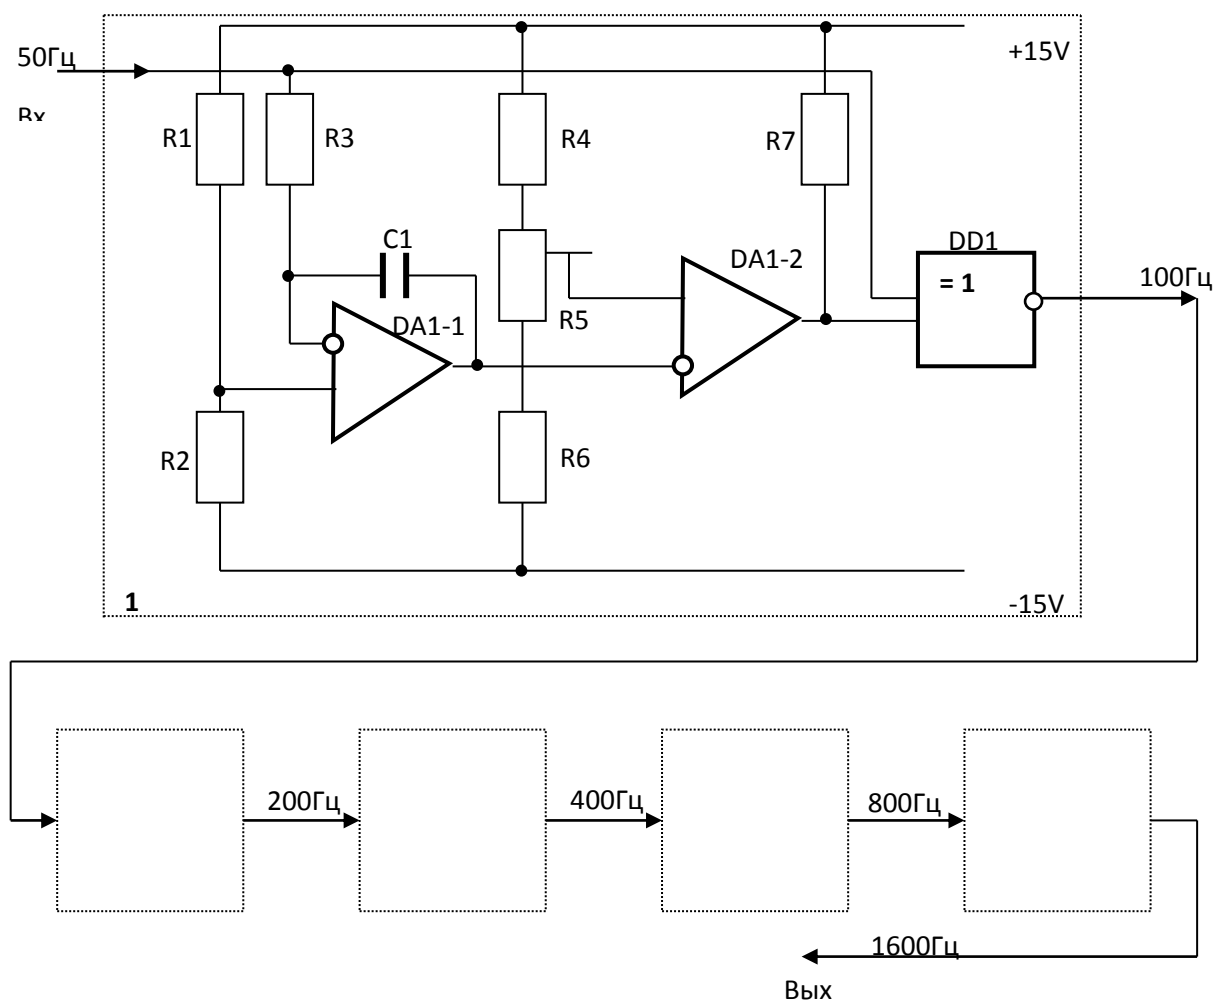 50Гц
Вх
+15V
R1
R3
R4
R7
C1
DA1-1
R5
DA1-2
DD1
= 1
100Гц
R2
R6
1
-15V
200Гц
400Гц
800Гц
1600Гц
Вых